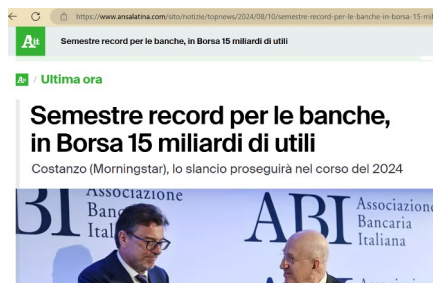 https://www.ansalatina.com/sito/notizie/topnews/2024/08/10/semestre-record-per-le-banche-in-borsa-15-mil
Ait
Semestre record per le banche, in Borsa 15 miliardi di utili
/ Ultima ora
Semestre record per le banche,
in Borsa 15 miliardi di utili
Costanzo (Morningstar), lo slancio proseguirà nel corso del 2024
ABI
Associazione
Bancaria
Italiana